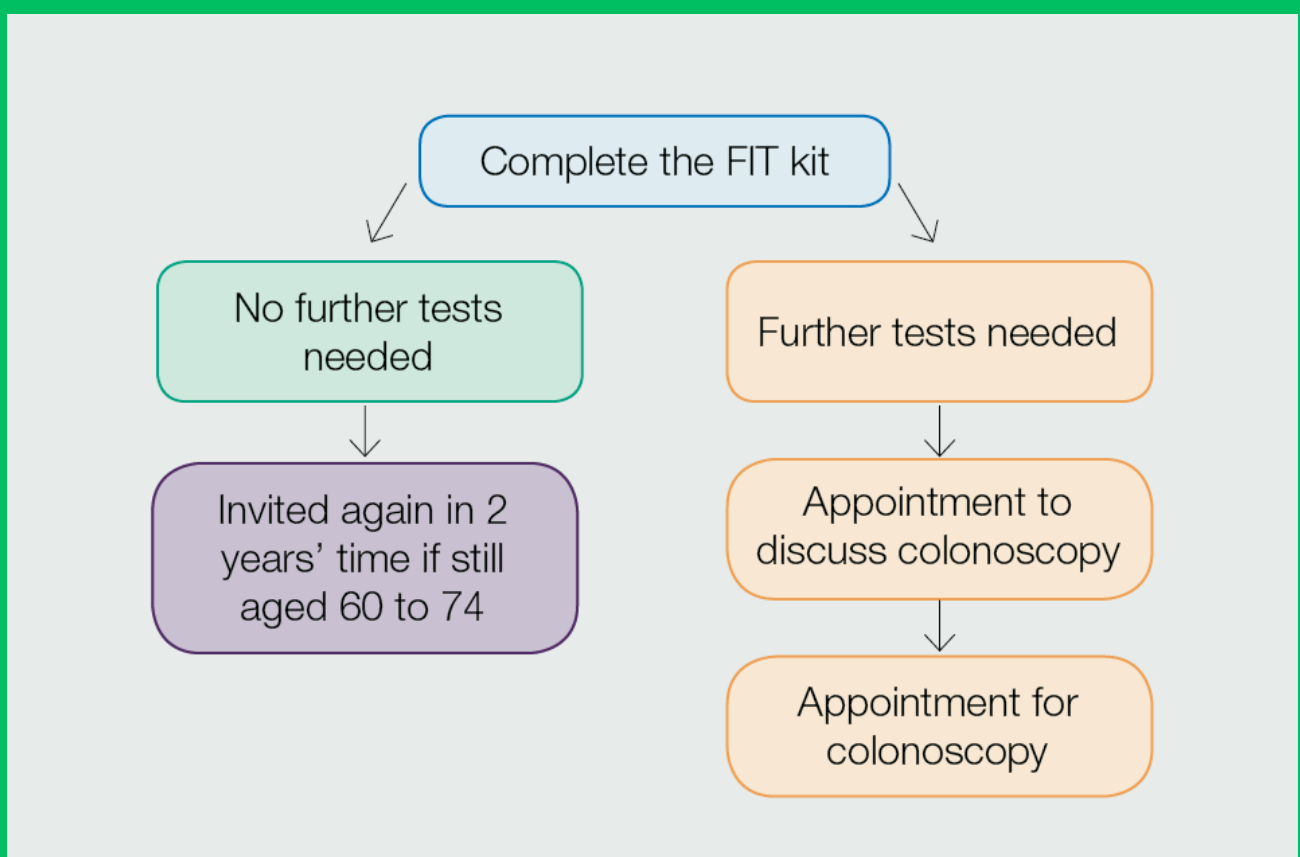 Complete the FIT kit
No further tests
needed
Further tests needed
Invited again in 2
years’ time if still
aged 60 to 74
Appointment to
discuss colonoscopy
Appointment for
colonoscopy